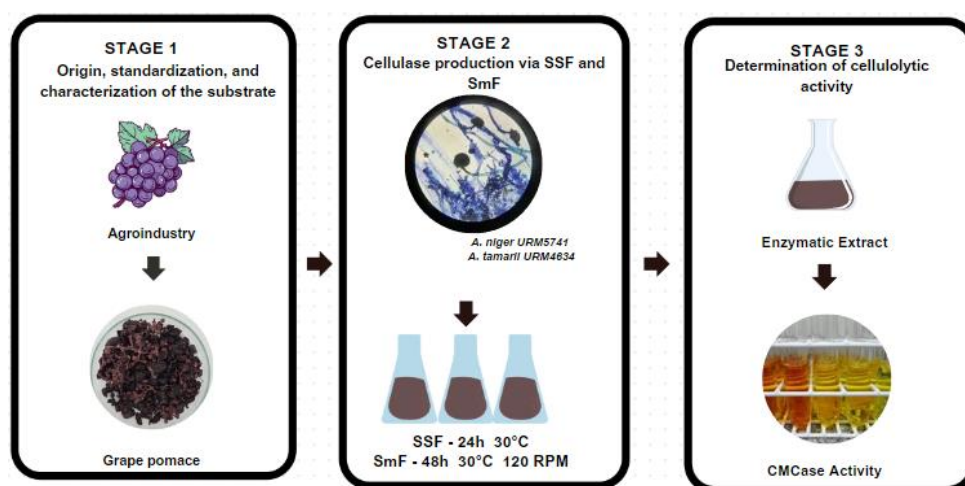 STAGE 1
Origin, standardization, and
characterization of the substrate
Agroindustry
Grape pomace
STAGE 2
Cellulase production via SSF and
SmF
A. niger URM5741
A. tamarii URM4634
SSF - 24h 30°C
SmF - 48h 30°C 120 RPM
STAGE 3
Determination of cellulolytic
activity
Enzymatic Extract
CMCase Activity